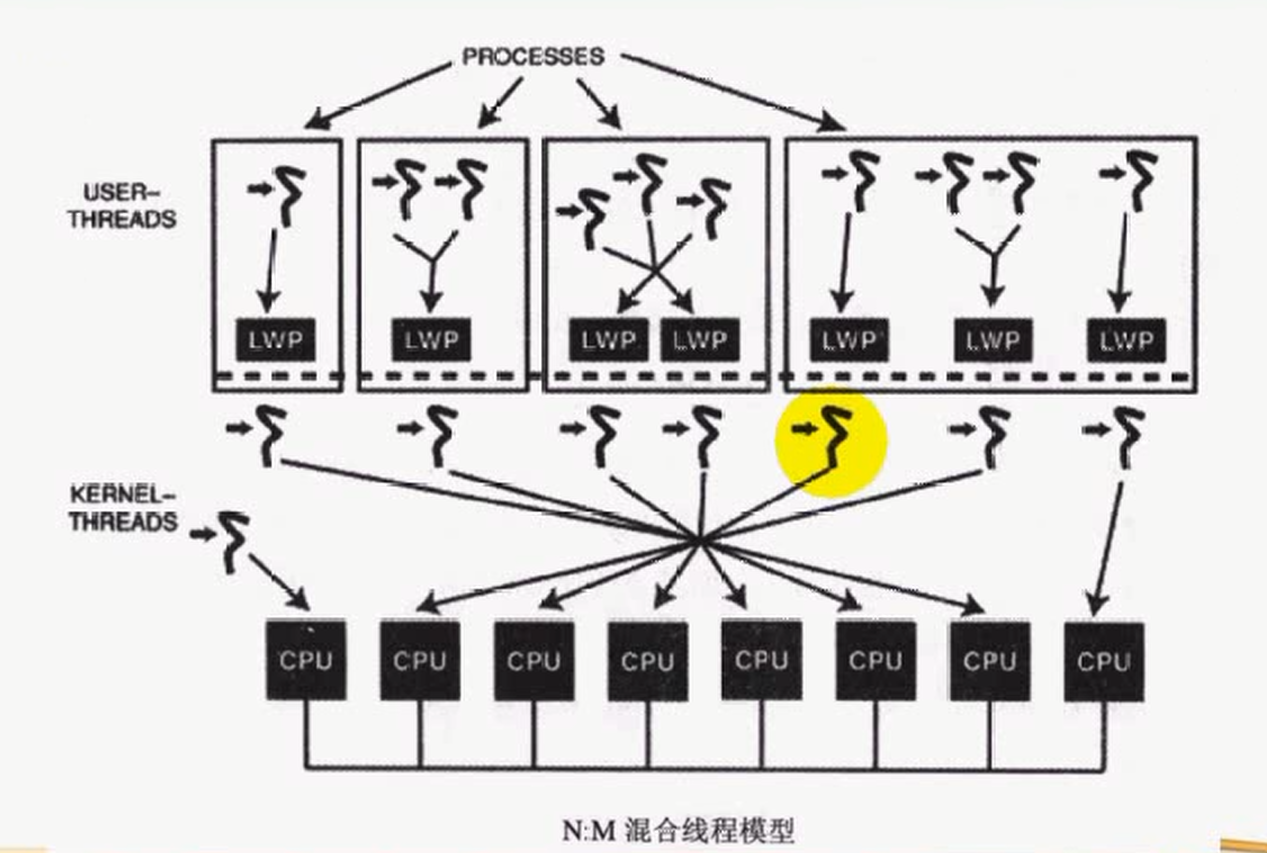 PROCESSES
USER-
THREADS
LWP LWP LWP LWP LWP LWP LWP
KERNEL-
THREADS
CPU CPU CPU CPU CPU CPU CPU CPU
N:M 混合线程模型